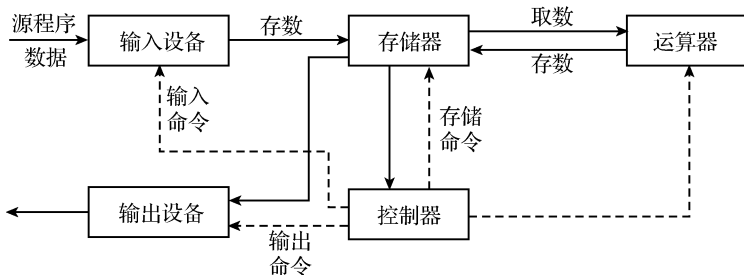 源程序
数据
输入设备
存数
存储器
取数
存数
运算器
输入
命令
存储
命令
输出设备
输出
命令
控制器